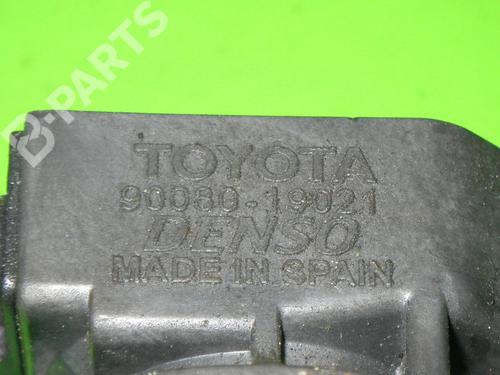 B-PARTS
TOYOTA
90080-19021
DENSO
MADE IN SPAIN